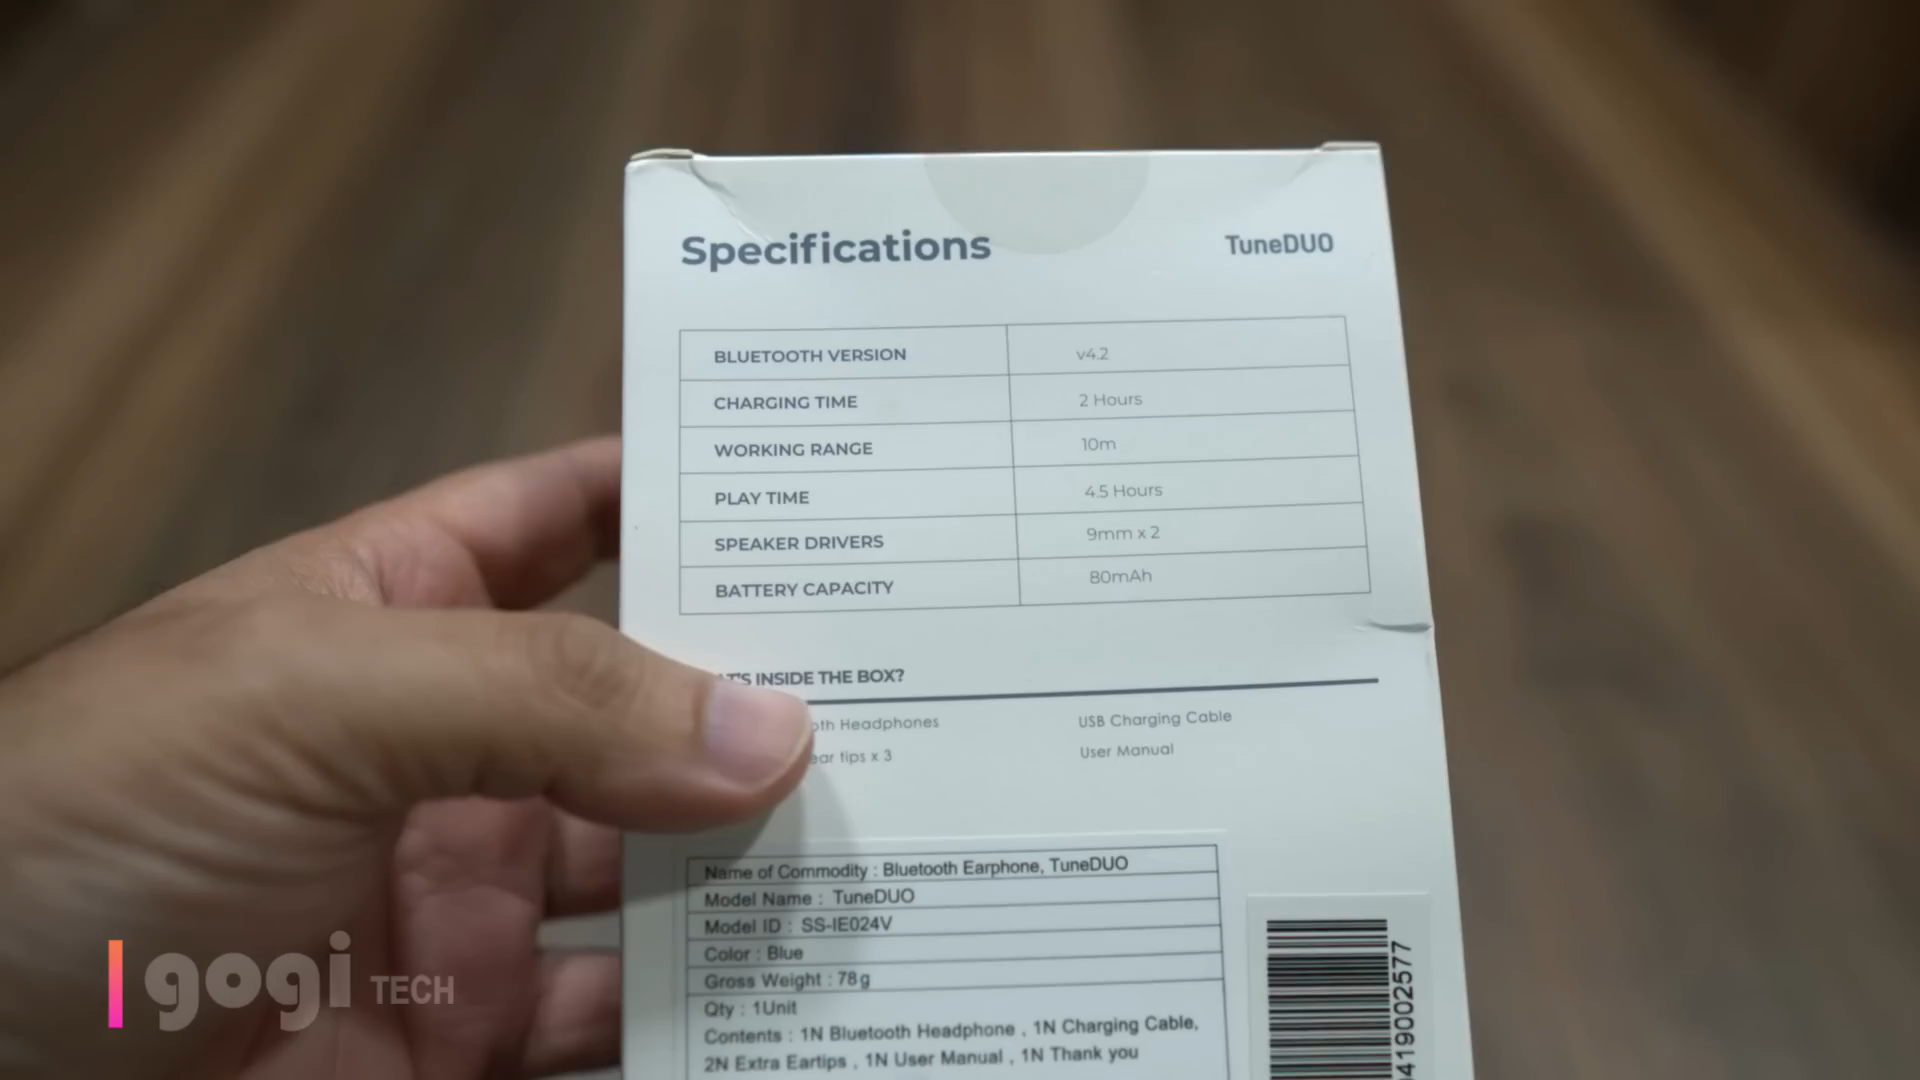 Specifications
TuneDUO
BLUETOOTH VERSION v4.2
CHARGING TIME 2 Hours
WORKING RANGE 10m
PLAY TIME 4.5 Hours
SPEAKER DRIVERS 9mm x 2
BATTERY CAPACITY 80mAh
INSIDE THE BOX?
Headphones USB Charging Cable
ear tips x 3 User Manual
Name of Commodity : Bluetooth Earphone, TuneDUO
Model Name : TuneDUO
Model ID : SS-IE024V
Color : Blue
Gross Weight : 78g
Qty : 1Unit
Contents : 1N Bluetooth Headphone , 1N Charging Cable,
2N Extra Eartips , 1N User Manual , 1N Thank you
419002577
gogi TECH